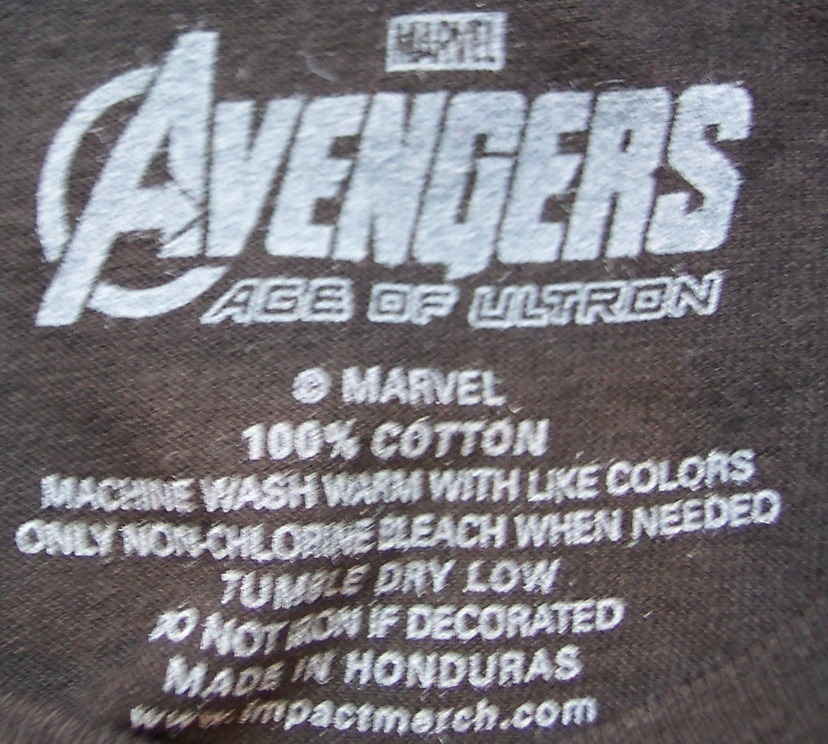 MARVEL
AVENGERS
AGE OF ULTRON
© MARVEL
100% COTTON
MACHINE WASH WARM WITH LIKE COLORS
ONLY NON-CHLORINE BLEACH WHEN NEEDED
TUMBLE DRY LOW
DO NOT IRON IF DECORATED
MADE IN HONDURAS
www.impactmerch.com